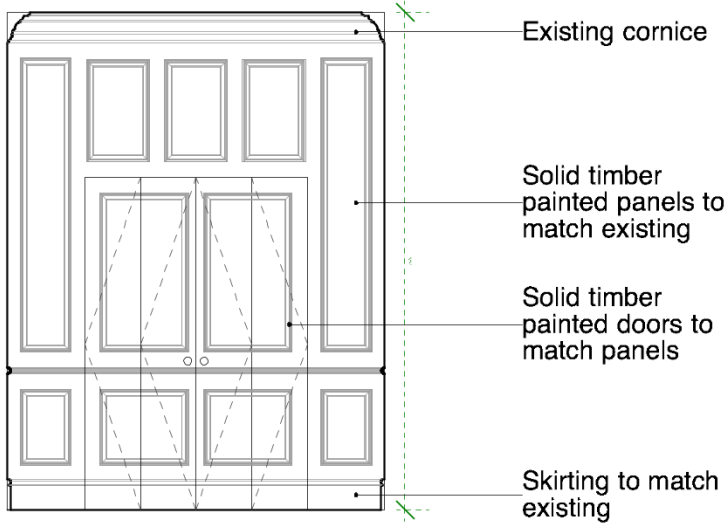 Existing cornice
Solid timber
painted panels to
match existing
Solid timber
painted doors to
match panels
Skirting to match
existing